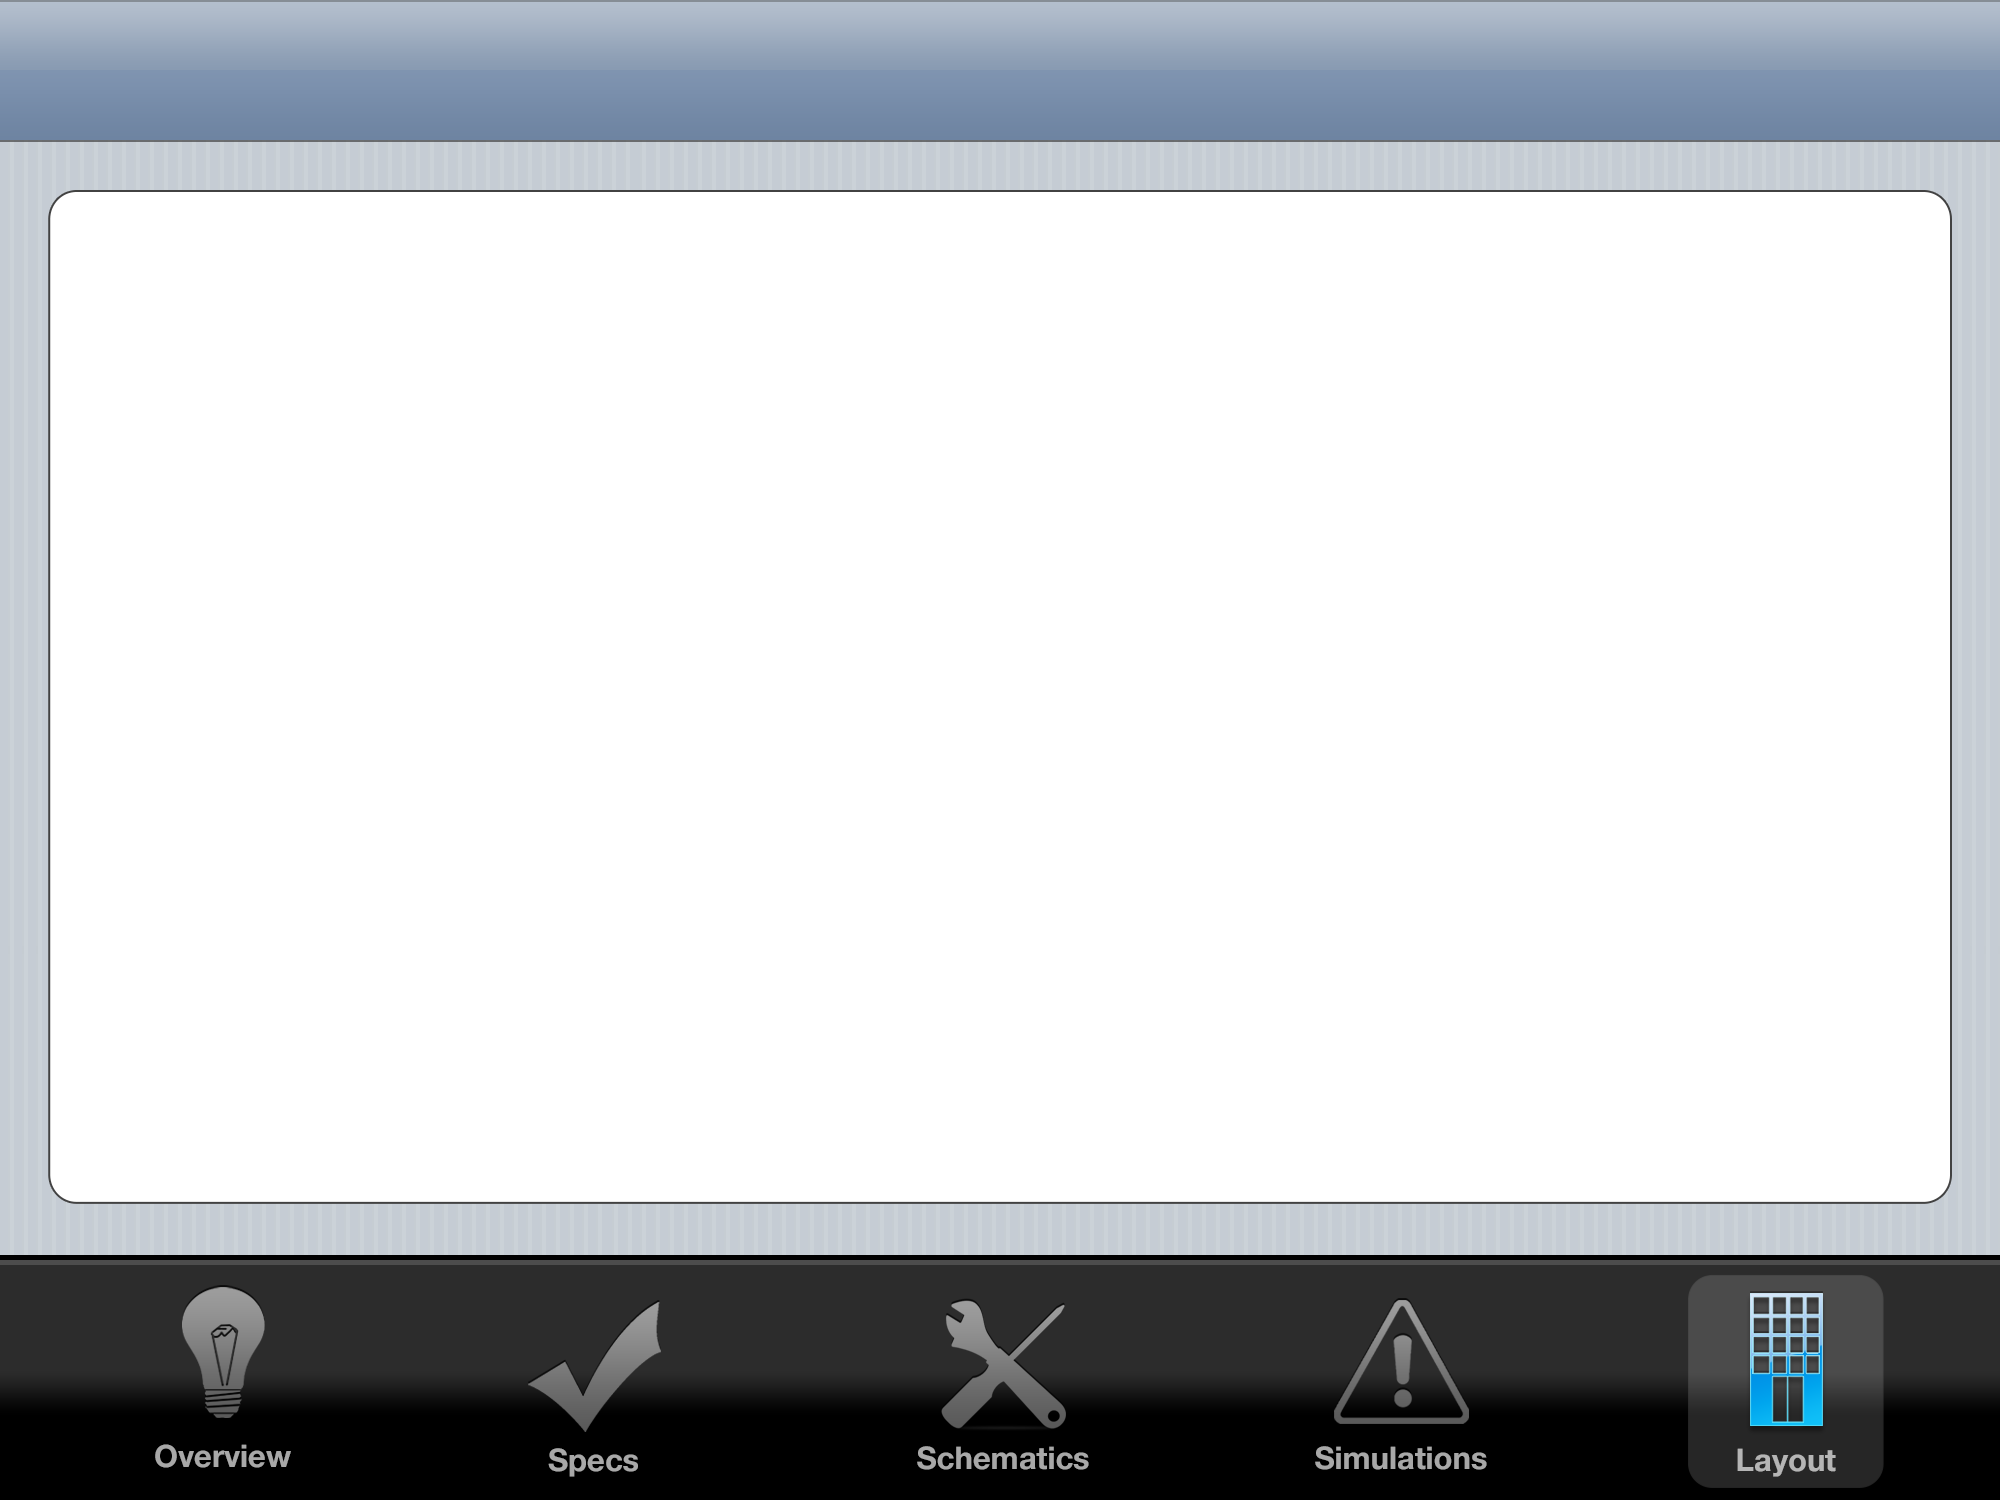 Overview
Specs
Schematics
Simulations
Layout